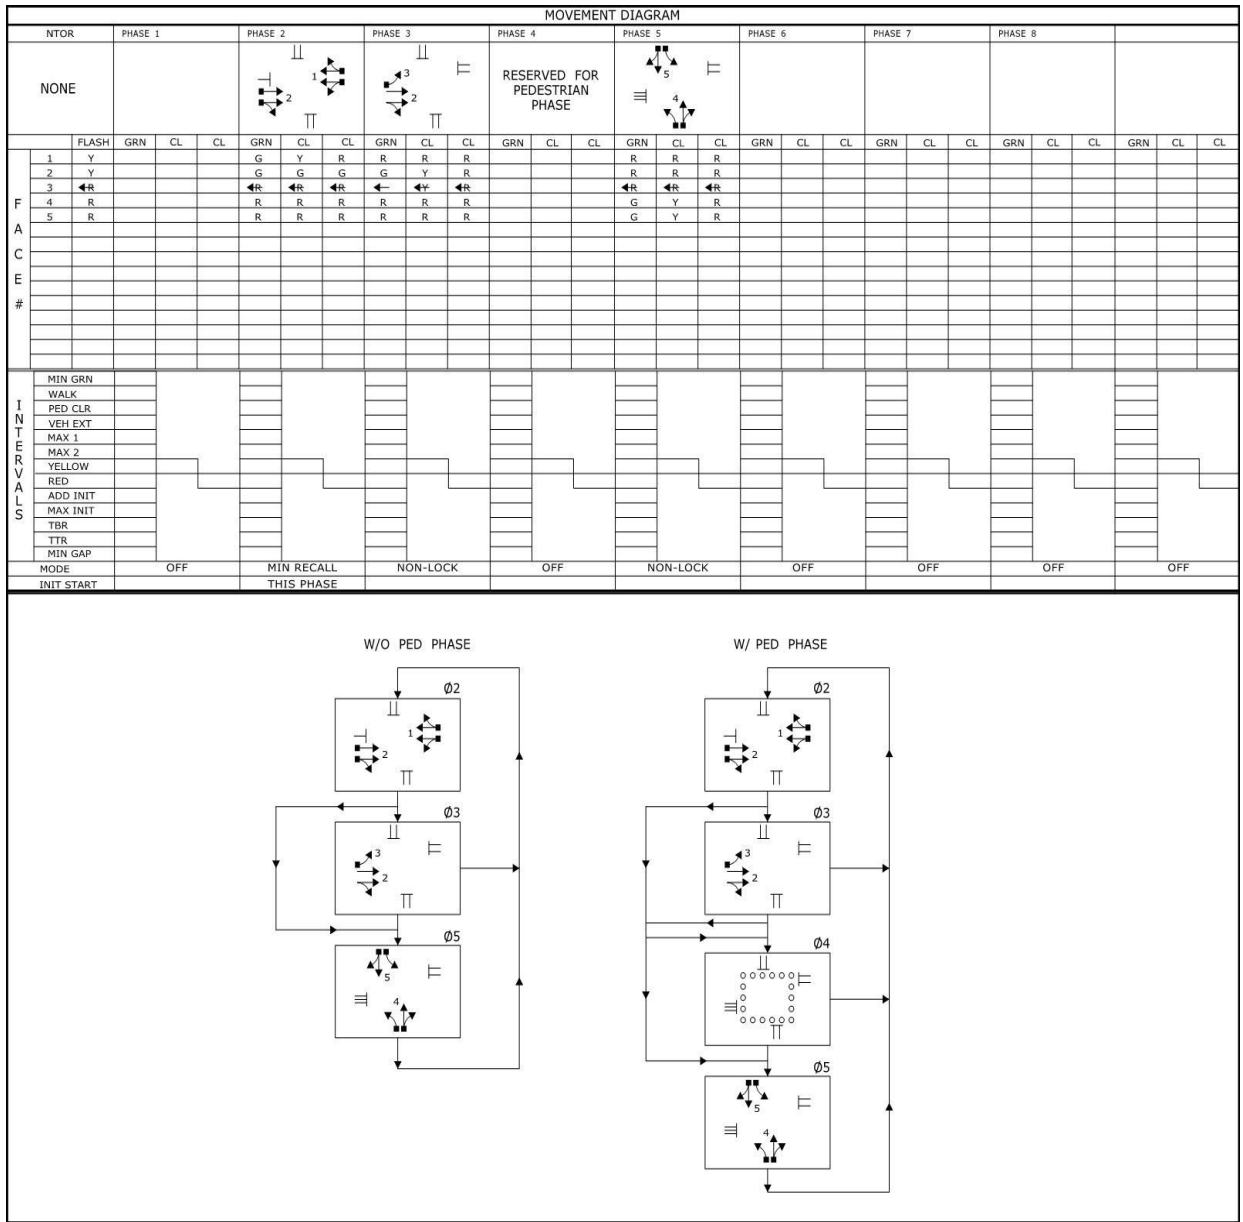 MOVEMENT DIAGRAM
NTOR PHASE 1 PHASE 2 PHASE 3 PHASE 4 PHASE 5 PHASE 6 PHASE 7 PHASE 8
NONE 1 2 3 2 RESERVED FOR PEDESTRIAN PHASE 5 4
FLASH GRN CL CL GRN CL CL GRN CL CL GRN CL CL GRN CL CL GRN CL CL GRN CL CL GRN CL CL GRN CL CL
FACE #
1 Y G Y R R R R R R R
2 Y G G G G Y R R R R
3 R R R R Y R R R R
4 R R R R R R R G Y R
5 R R R R R R R G Y R
INTERVALS
MIN GRN
WALK
PED CLR
VEH EXT
MAX 1
MAX 2
YELLOW
RED
ADD INIT
MAX INIT
TBR
TTR
MIN GAP
MODE OFF MIN RECALL NON-LOCK OFF NON-LOCK OFF OFF OFF OFF
INIT START THIS PHASE
W/O PED PHASE
Ø2
1
2
Ø3
3
2
Ø5
5
4
W/ PED PHASE
Ø2
1
2
Ø3
3
2
Ø4
Ø5
5
4